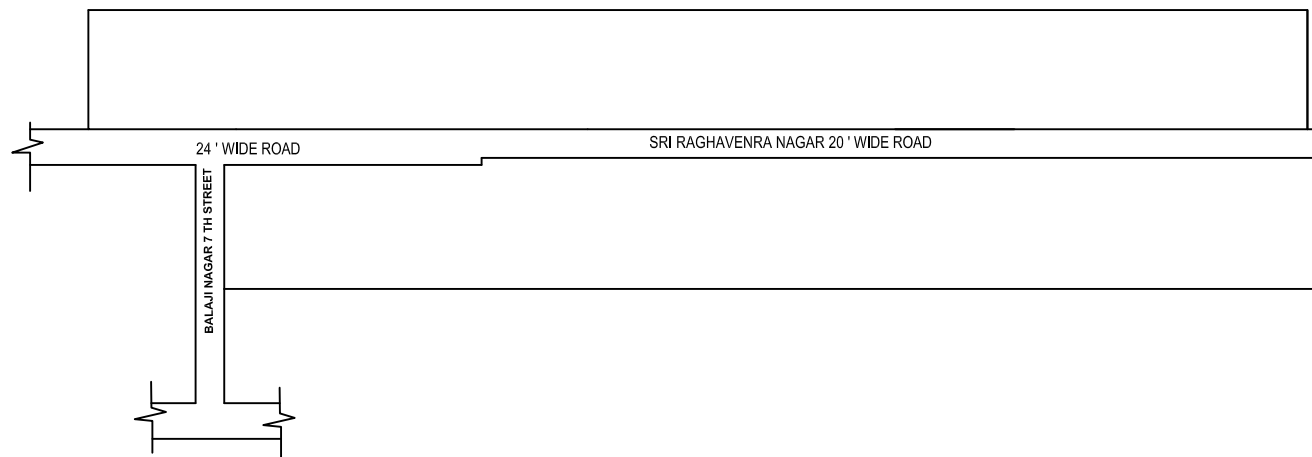 24 ' WIDE ROAD
SRI RAGHAVENRA NAGAR 20 ' WIDE ROAD
BALAJI NAGAR 7 TH STREET